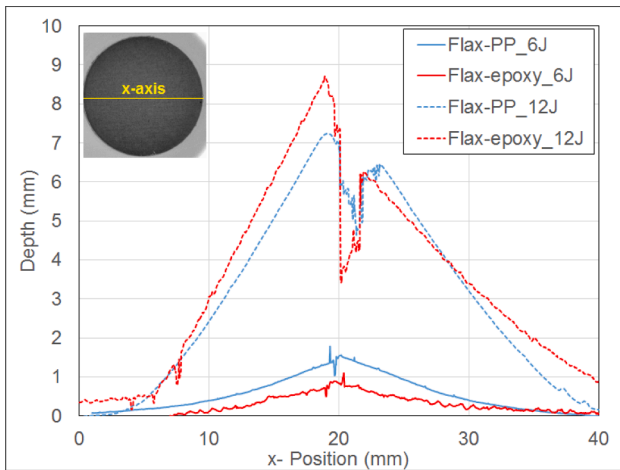 10
9
8
7
6
5
4
3
2
1
0
Depth (mm)
x-axis
Flax-PP_6J
Flax-epoxy_6J
Flax-PP_12J
Flax-epoxy_12J
0 10 20 30 40
x- Position (mm)